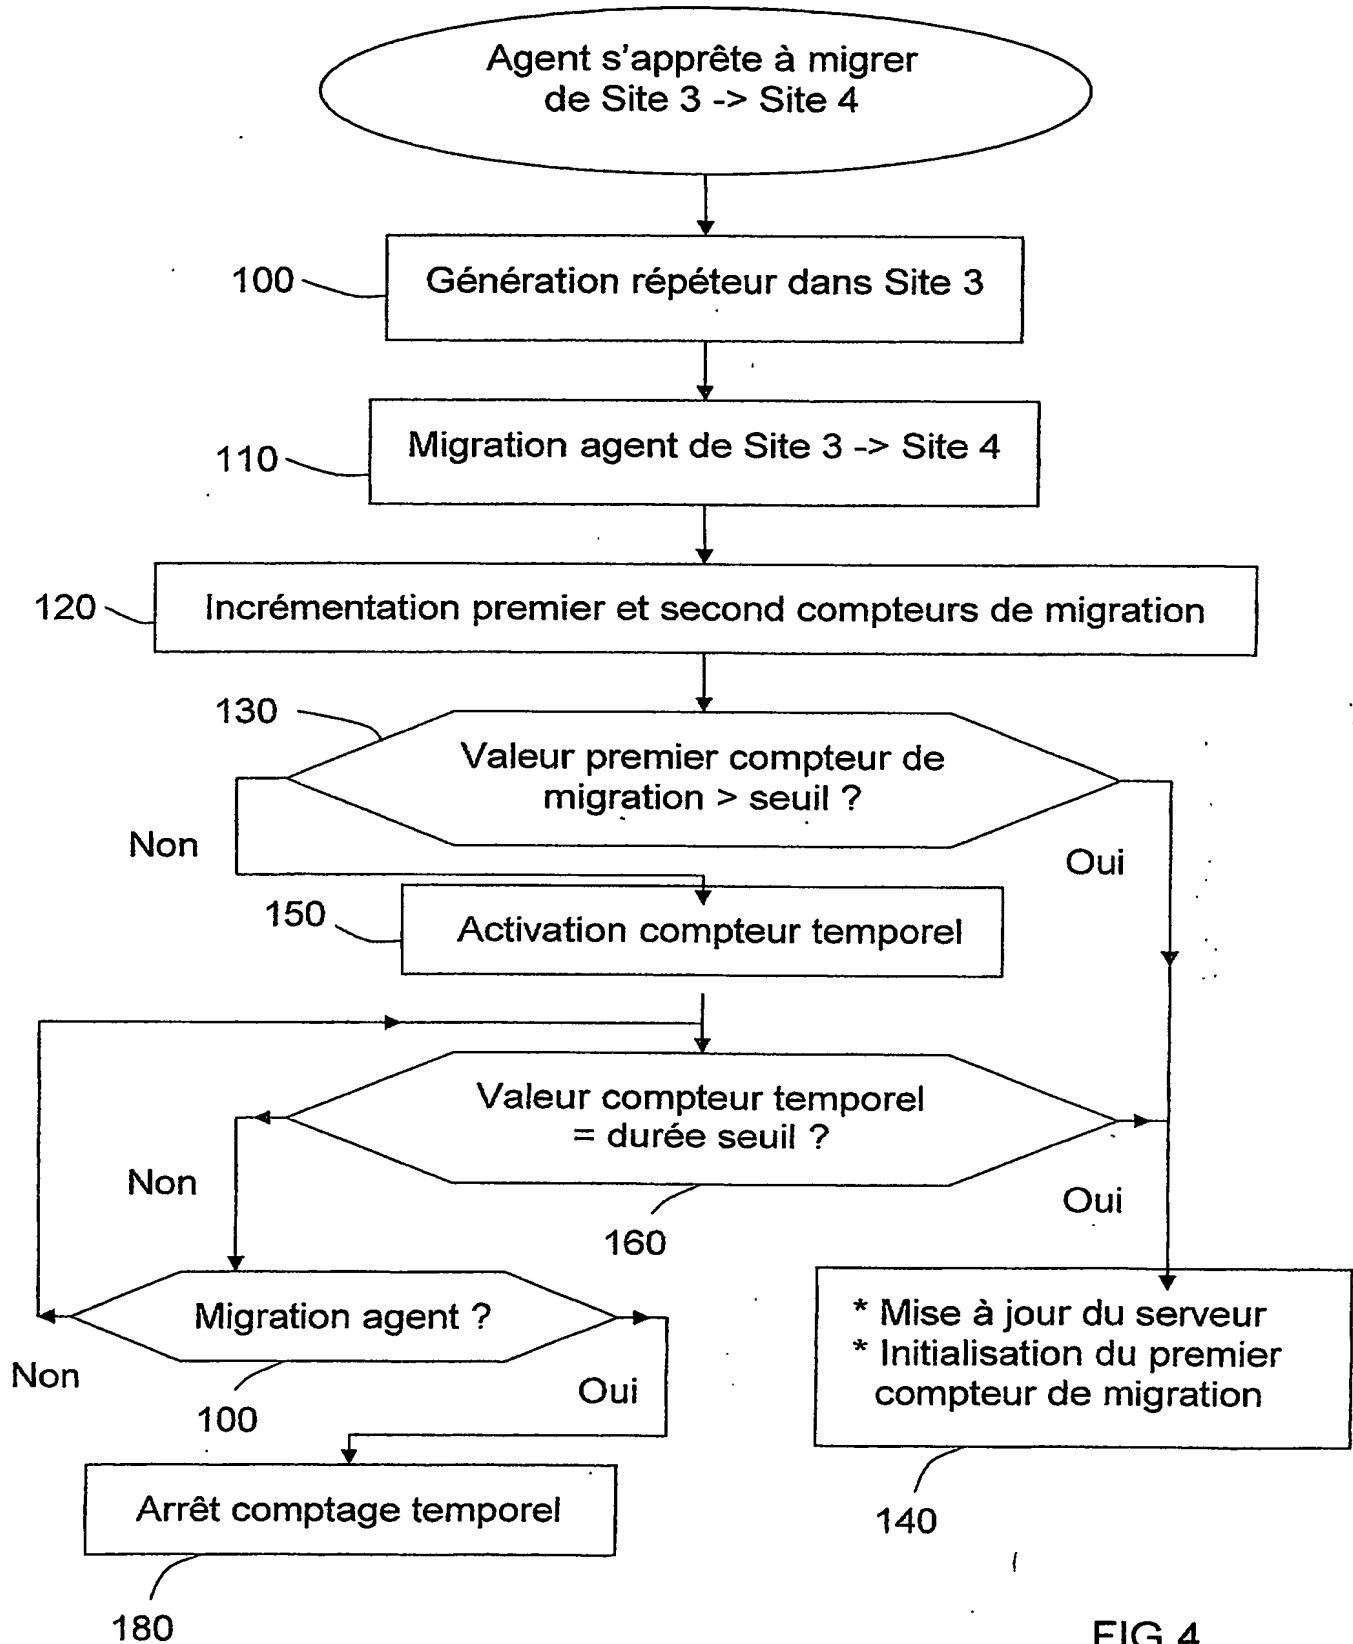 Agent s'apprête à migrer
de Site 3 -> Site 4
100
Génération répéteur dans Site 3
110
Migration agent de Site 3 -> Site 4
120
Incrémentation premier et second compteurs de migration
130
Valeur premier compteur de
migration > seuil ?
Non
Oui
150
Activation compteur temporel
Valeur compteur temporel
= durée seuil ?
Non
Oui
160
Migration agent ?
Non
Oui
100
* Mise à jour du serveur
* Initialisation du premier
compteur de migration
140
Arrêt comptage temporel
180
FIG 4